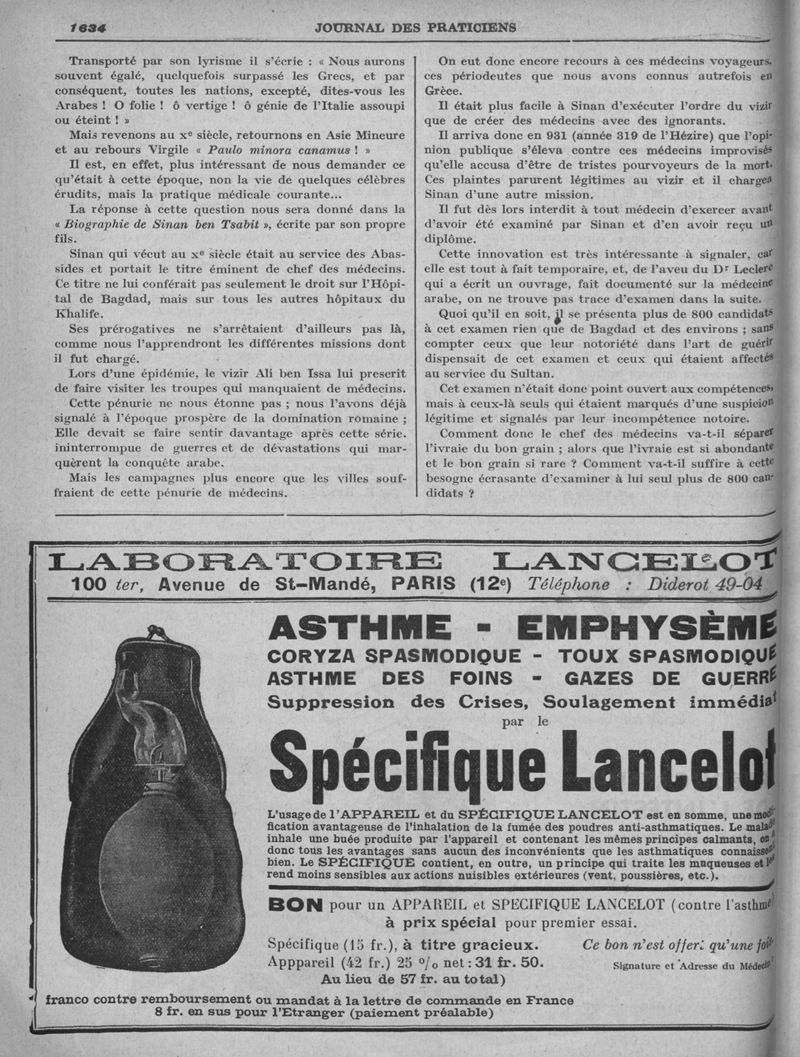 1634
JOURNAL DES PRATICIENS
Transporté par son lyrisme il s'écrie : « Nous aurons
souvent égalé, quelquefois surpassé les Grecs, et par
conséquent, toutes les nations, excepté, dites-vous les
Arabes ! O folie ! ô vertige ! ô génie de l'Italie assoupi
ou éteint ! »
Mais revenons au xe siècle, retournons en Asie Mineure
et au rebours Virgile « Paulo minora canamus ! »
Il est, en effet, plus intéressant de nous demander ce
qu'était à cette époque, non la vie de quelques célèbres
érudits, mais la pratique médicale courante...
La réponse à cette question nous sera donné dans la
« Biographie de Sinan ben Tsabit », écrite par son propre
fils.
Sinan qui vécut au xe siècle était au service des Abas-
sides et portait le titre éminent de chef des médecins.
Ce titre ne lui conférait pas seulement le droit sur l'Hôpi-
tal de Bagdad, mais sur tous les autres hôpitaux du
Khalife.
Ses prérogatives ne s'arrêtaient d'ailleurs pas là,
comme nous l'apprendront les différentes missions dont
il fut chargé.
Lors d'une épidémie, le vizir Ali ben Issa lui prescrit
de faire visiter les troupes qui manquaient de médecins.
Cette pénurie ne nous étonne pas ; nous l'avons déjà
signalé à l'époque prospère de la domination romaine ;
Elle devait se faire sentir davantage après cette série.
ininterrompue de guerres et de dévastations qui mar-
quèrent la conquête arabe.
Mais les campagnes plus encore que les villes souf-
fraient de cette pénurie de médecins.
On eut donc encore recours à ces médecins voyageurs,
ces périodeutes que nous avons connus autrefois en
Grèce.
Il était plus facile à Sinan d'exécuter l'ordre du vizir
que de créer des médecins avec des ignorants.
Il arriva donc en 931 (année 319 de l'Hézire) que l'opi-
nion publique s'éleva contre ces médecins improvisés
qu'elle accusa d'être de tristes pourvoyeurs de la mort.
Ces plaintes parurent légitimes au vizir et il chargea
Sinan d'une autre mission.
Il fut dès lors interdit à tout médecin d'exercer avant
d'avoir été examiné par Sinan et d'en avoir reçu un
diplôme.
Cette innovation est très intéressante à signaler, car
elle est tout à fait temporaire, et, de l'aveu du Dr Leclerc
qui a écrit un ouvrage, fait documenté sur la médecine
arabe, on ne trouve pas trace d'examen dans la suite.
Quoi qu'il en soit, il se présenta plus de 800 candidats
à cet examen rien que de Bagdad et des environs ; sans
compter ceux que leur notoriété dans l'art de guérir
dispensait de cet examen et ceux qui étaient affectés
au service du Sultan.
Cet examen n'était donc point ouvert aux compétences,
mais à ceux-là seuls qui étaient marqués d'une suspicion
légitime et signalés par leur incompétence notoire.
Comment donc le chef des médecins va-t-il séparer
l'ivraie du bon grain ; alors que l'ivraie est si abondante
et le bon grain si rare ? Comment va-t-il suffire à cette
besogne écrasante d'examiner à lui seul plus de 800 can-
didats ?
LABORATOIRE LANCELOT
100 ter, Avenue de St-Mandé, PARIS (12e) Téléphone : Diderot 49-04
ASTHME - EMPHYSÈME
CORYZA SPASMODIQUE - TOUX SPASMODIQUE
ASTHME DES FOINS - GAZES DE GUERRE
Suppression des Crises, Soulagement immédiat
par le
Spécifique Lancelot
L'usage de l'APPAREIL et du SPÉCIFIQUE LANCELOT est en somme, une modi-
fication avantageuse de l'inhalation de la fumée des poudres anti-asthmatiques. Le malade
inhale une buée produite par l'appareil et contenant les mêmes principes calmants, on a
donc tous les avantages sans aucun des inconvénients que les asthmatiques connaissent
bien. Le SPÉCIFIQUE contient, en outre, un principe qui traite les muqueuses et les
rend moins sensibles aux actions nuisibles extérieures (vent, poussières, etc.).
BON pour un APPAREIL et SPÉCIFIQUE LANCELOT (contre l'asthme)
à prix spécial pour premier essai.
Spécifique (15 fr.), à titre gracieux.
Ce bon n'est offert qu'une fois
Apppareil (42 fr.) 25 o/o net : 31 fr. 50.
Signature et Adresse du Médecin
Au lieu de 57 fr. au total)
franco contre remboursement ou mandat à la lettre de commande en France
8 fr. en sus pour l'Etranger (paiement préalable)